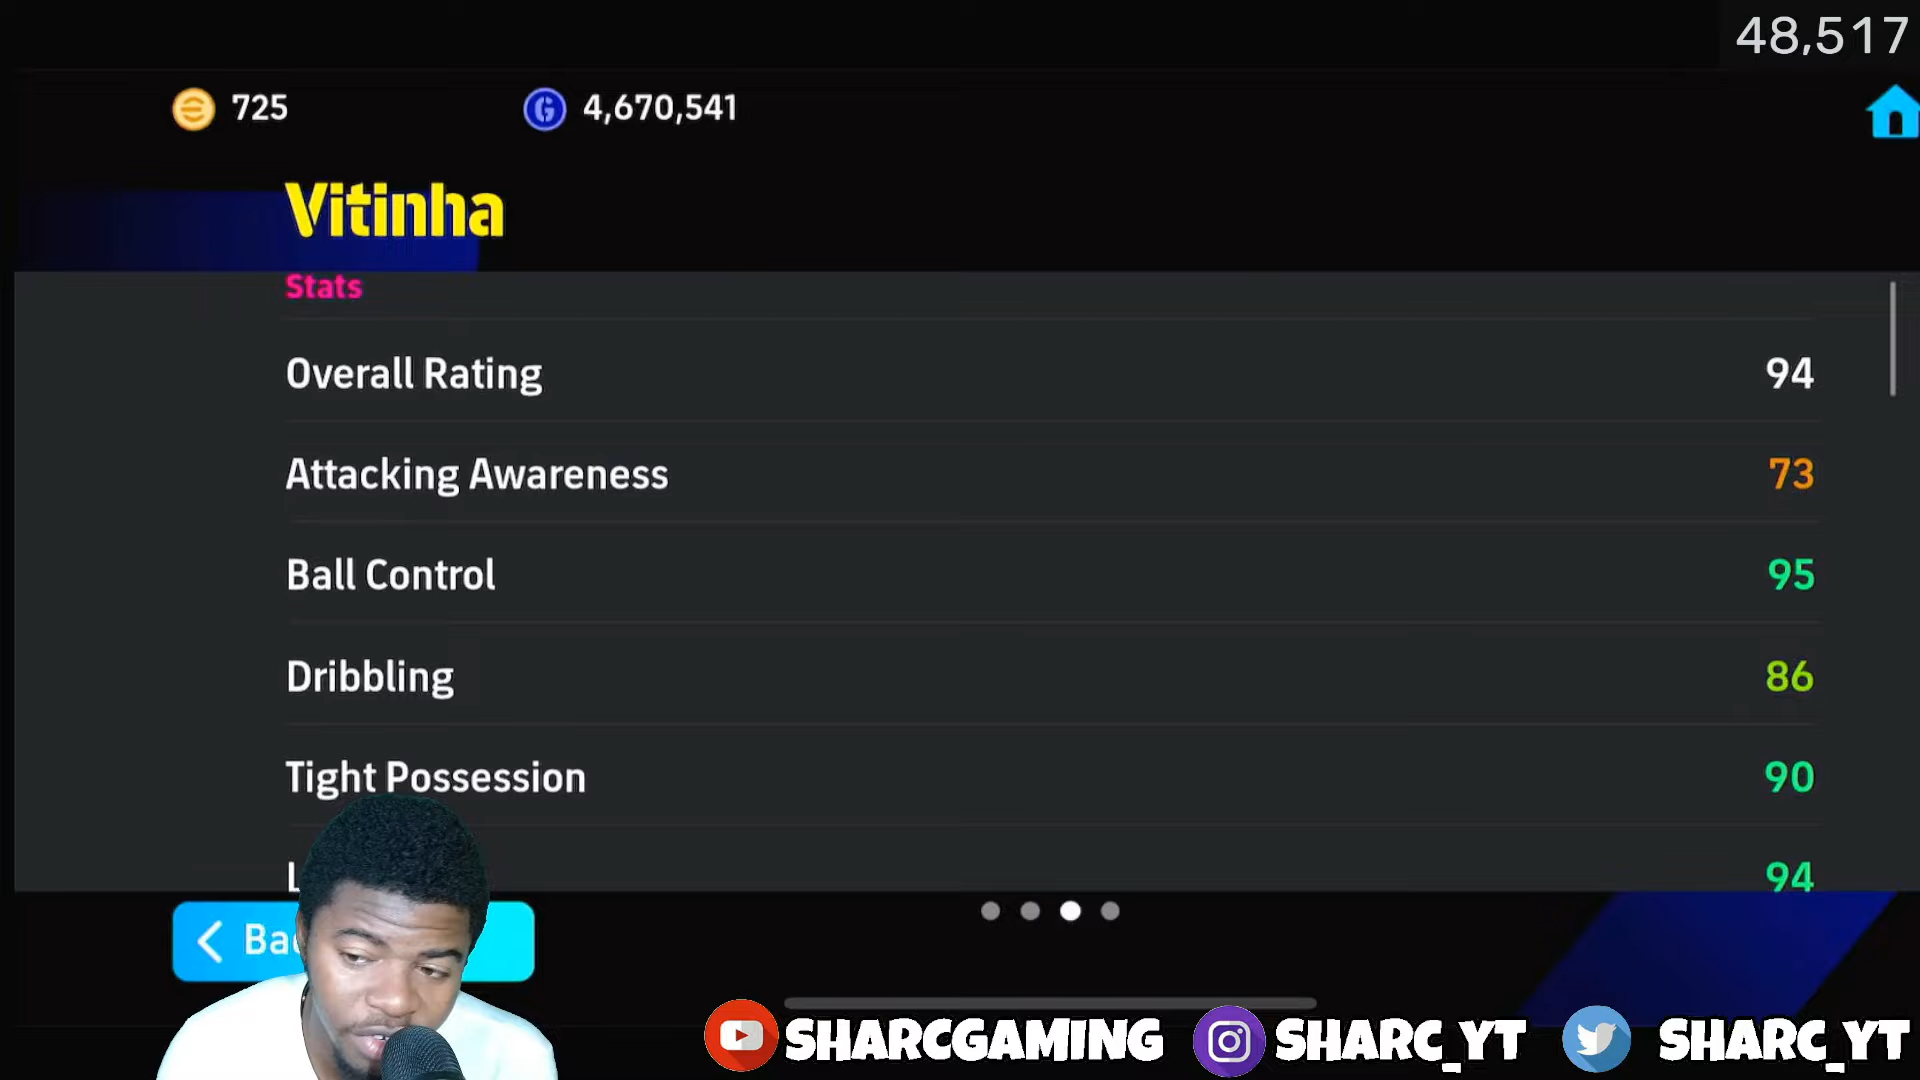 48,517
725 4,670,541
Vitinha
Stats
Overall Rating 94
Attacking Awareness 73
Ball Control 95
Dribbling 86
Tight Possession 90
94
SHARCGAMING SHARC_YT SHARC_YT